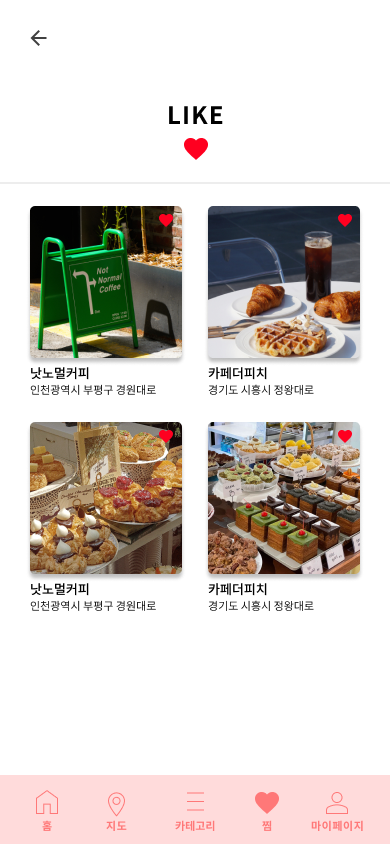 LIKE
Not
Normal
Coffee
낫노멀커피
인천광역시 부평구 경원대로
카페더피치
경기도 시흥시 정왕대로
낫노멀커피
인천광역시 부평구 경원대로
카페더피치
경기도 시흥시 정왕대로
홈
지도
카테고리
찜
마이페이지